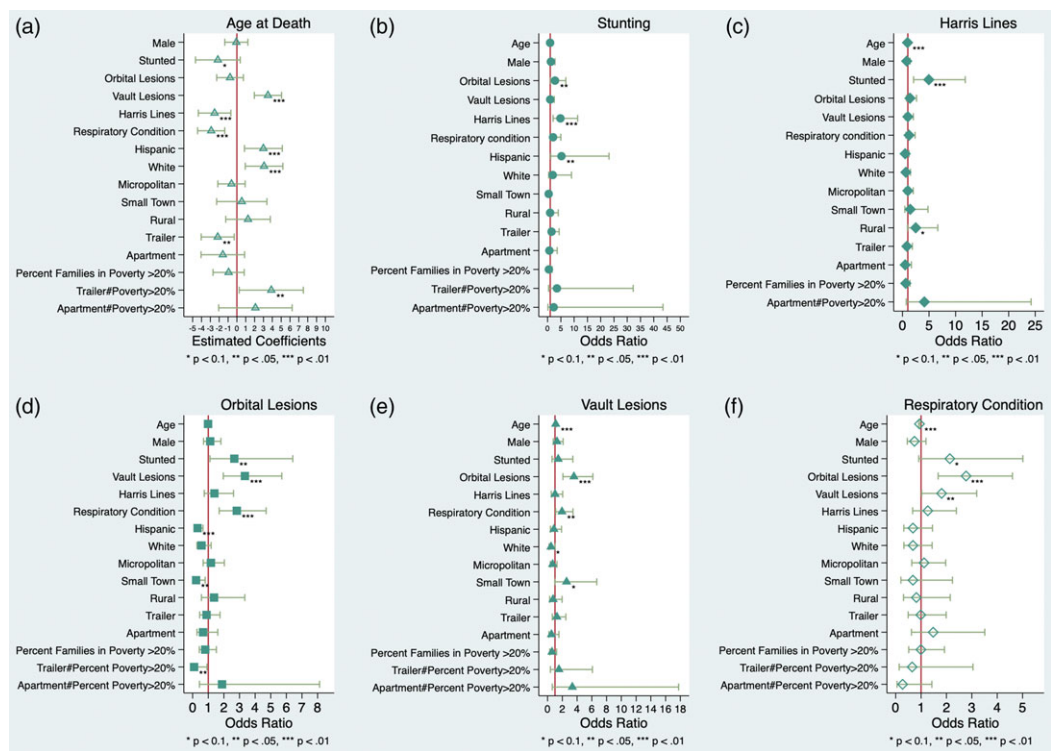 (a)
Age at Death
Male
Stunted
*
Orbital Lesions
Vault Lesions
***
Harris Lines
***
Respiratory Condition
***
Hispanic
***
White
***
Micropolitan
Small Town
Rural
Trailer
**
Apartment
Percent Families in Poverty >20%
Trailer#Poverty>20%
**
Apartment#Poverty>20%
-5 -4 -3 -2 -1 0 1 2 3 4 5 6 7 8 9 10
Estimated Coefficients
* p < 0.1, ** p < .05, *** p < .01
(b)
Stunting
Age
Male
Orbital Lesions
**
Vault Lesions
Harris Lines
***
Respiratory condition
Hispanic
**
White
Small Town
Rural
Trailer
Apartment
Percent Families in Poverty >20%
Trailer#Poverty>20%
Apartment#Poverty>20%
0 5 10 15 20 25 30 35 40 45 50
Odds Ratio
* p < 0.1, ** p < .05, *** p < .01
(c)
Harris Lines
Age
***
Male
Stunted
***
Orbital Lesions
Vault Lesions
Respiratory condition
Hispanic
White
Micropolitan
Small Town
Rural
*
Trailer
Apartment
Percent Families in Poverty >20%
Apartment#Poverty>20%
0 5 10 15 20 25
Odds Ratio
* p < 0.1, ** p < .05, *** p < .01
(d)
Orbital Lesions
Age
Male
Stunted
**
Vault Lesions
***
Harris Lines
Respiratory Condition
***
Hispanic
***
White
Micropolitan
Small Town
**
Rural
Trailer
Apartment
Percent Families in Poverty >20%
Trailer#Percent Poverty>20%
**
Apartment#Percent Poverty>20%
0 1 2 3 4 5 6 7 8
Odds Ratio
* p < 0.1, ** p < .05, *** p < .01
(e)
Vault Lesions
Age
***
Male
Stunted
Orbital Lesions
***
Harris Lines
Respiratory Condition
**
Hispanic
White
*
Micropolitan
Small Town
*
Rural
Trailer
Apartment
Percent Families in Poverty >20%
Trailer#Percent Poverty>20%
Apartment#Percent Poverty>20%
0 2 4 6 8 10 12 14 16 18
Odds Ratio
* p < 0.1, ** p < .05, *** p < .01
(f)
Respiratory Condition
Age
***
Male
Stunted
*
Orbital Lesions
***
Vault Lesions
**
Harris Lines
Hispanic
White
Micropolitan
Small Town
Rural
Trailer
Apartment
Percent Families in Poverty >20%
Trailer#Percent Poverty>20%
Apartment#Percent Poverty>20%
0 1 2 3 4 5
Odds Ratio
* p < 0.1, ** p < .05, *** p < .01